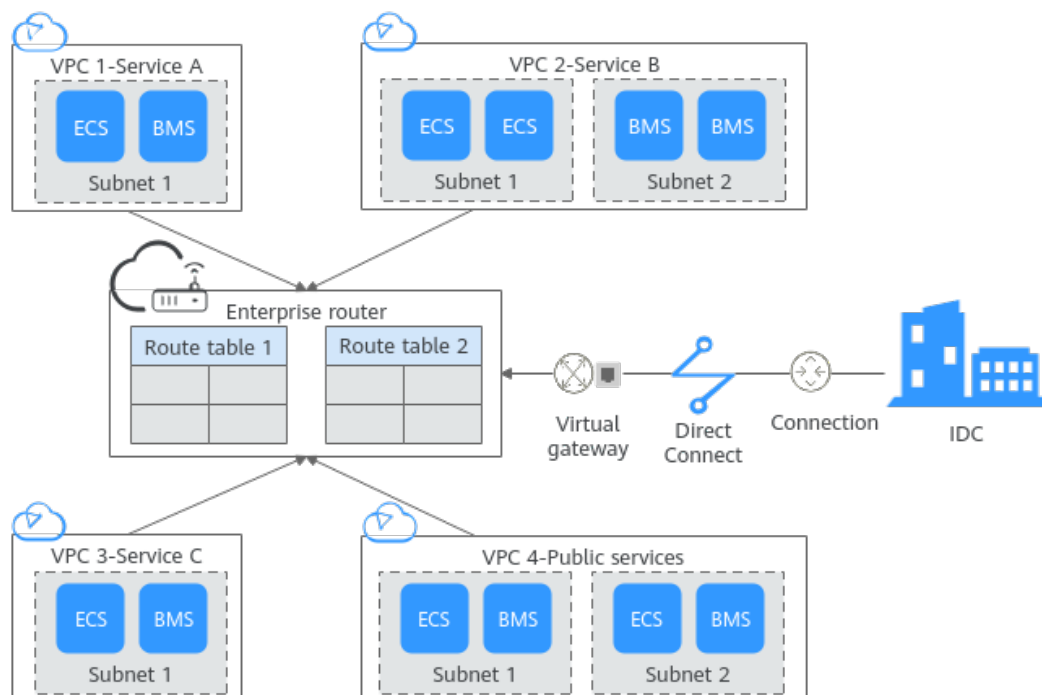 VPC 1-Service A
ECS BMS
Subnet 1
VPC 2-Service B
ECS ECS BMS BMS
Subnet 1 Subnet 2
Enterprise router
Route table 1 Route table 2
Virtual
gateway
Direct
Connect
Connection
IDC
VPC 3-Service C
ECS BMS
Subnet 1
VPC 4-Public services
ECS BMS ECS BMS
Subnet 1 Subnet 2